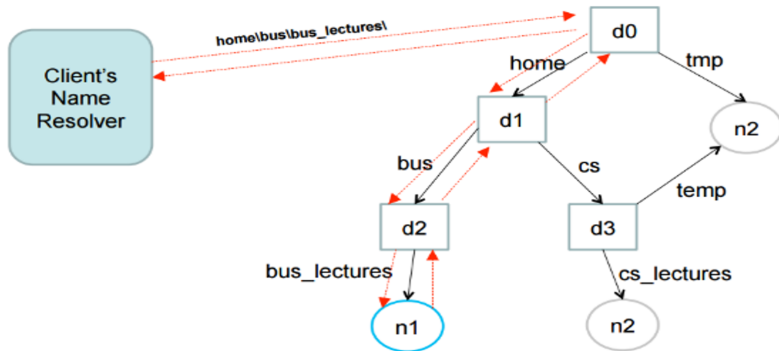 home\bus\bus_lectures\
d0
Client's
Name
Resolver
home
tmp
d1
n2
bus
cs
temp
d2
d3
bus_lectures
cs_lectures
n1
n2